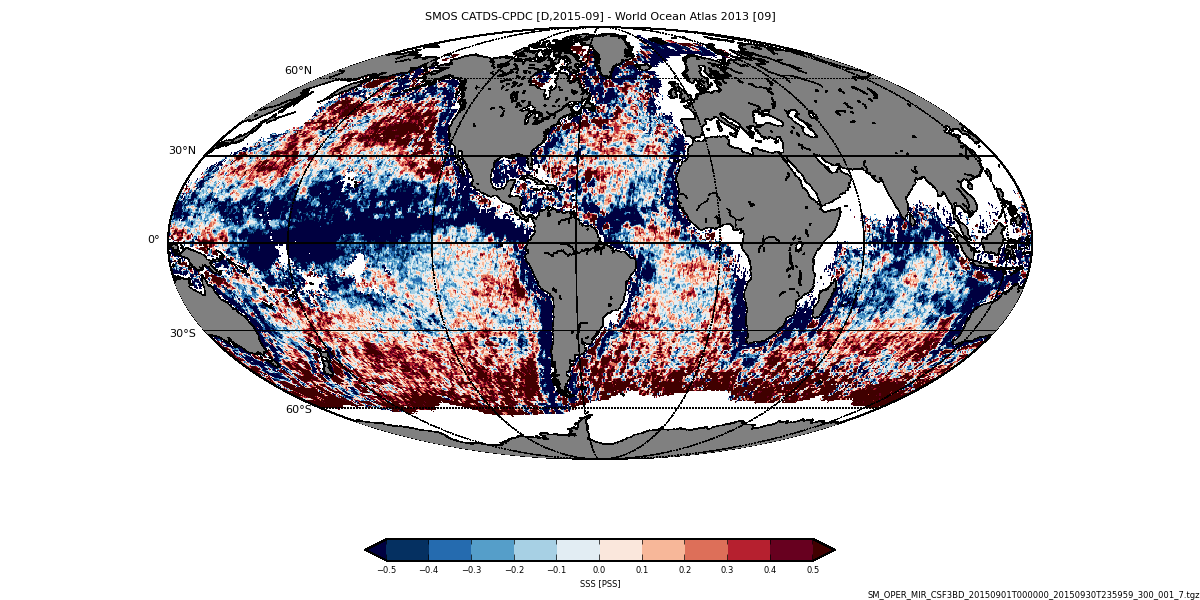 SMOS CATDS-CPDC [D,2015-09] - World Ocean Atlas 2013 [09]
60°N
30°N
0°
30°S
60°S
−0.5 −0.4 −0.3 −0.2 −0.1 0.0 0.1 0.2 0.3 0.4 0.5
SSS [PSS]
SM_OPER_MIR_CSF3BD_20150901T000000_20150930T235959_300_001_7.tgz